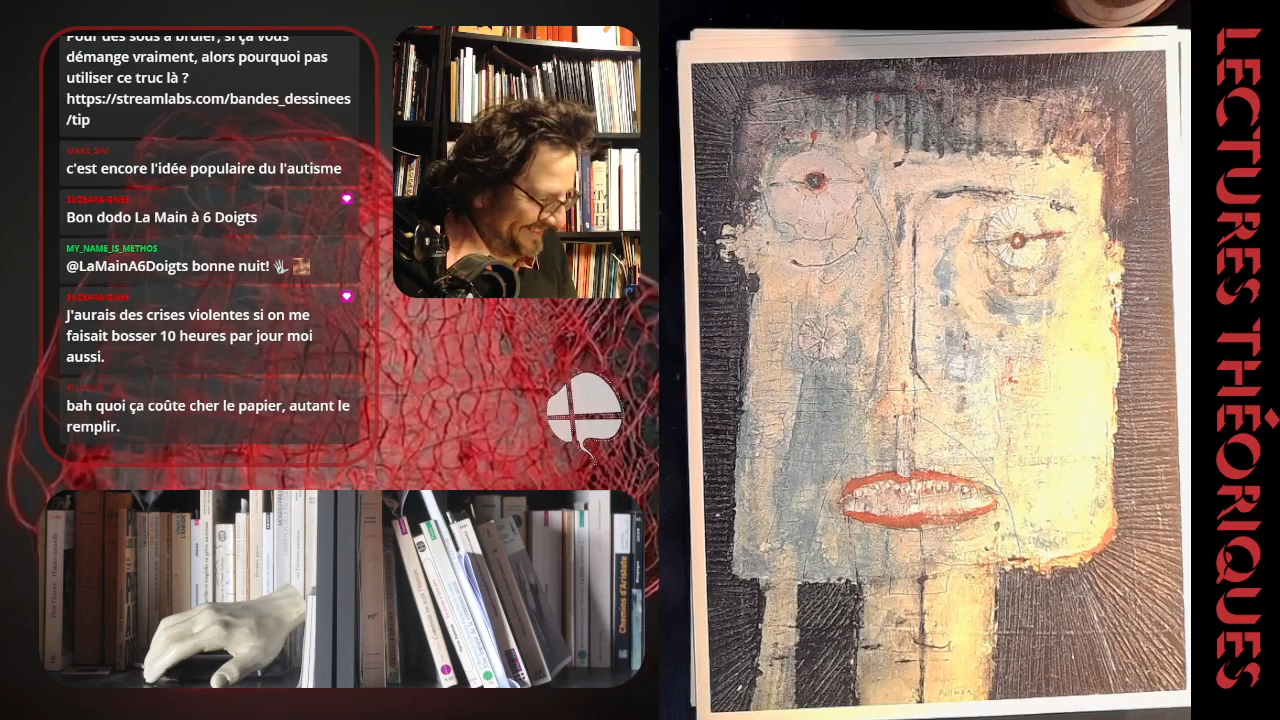 Pour des sous à brûler, si ça vous
démange vraiment, alors pourquoi pas
utiliser ce truc là ?
https://streamlabs.com/bandes_dessinees
/tip
MAKE_SIM
c'est encore l'idée populaire du l'autisme
SUZEARAIGNEE
Bon dodo La Main à 6 Doigts
MY_NAME_IS_METHOS
@LaMainA6Doigts bonne nuit!
SUZEARAIGNEE
J'aurais des crises violentes si on me
faisait bosser 10 heures par jour moi
aussi.
bah quoi ça coûte cher le papier, autant le
remplir.
Chemins d'Aristote
LECTURES THÉORIQUES